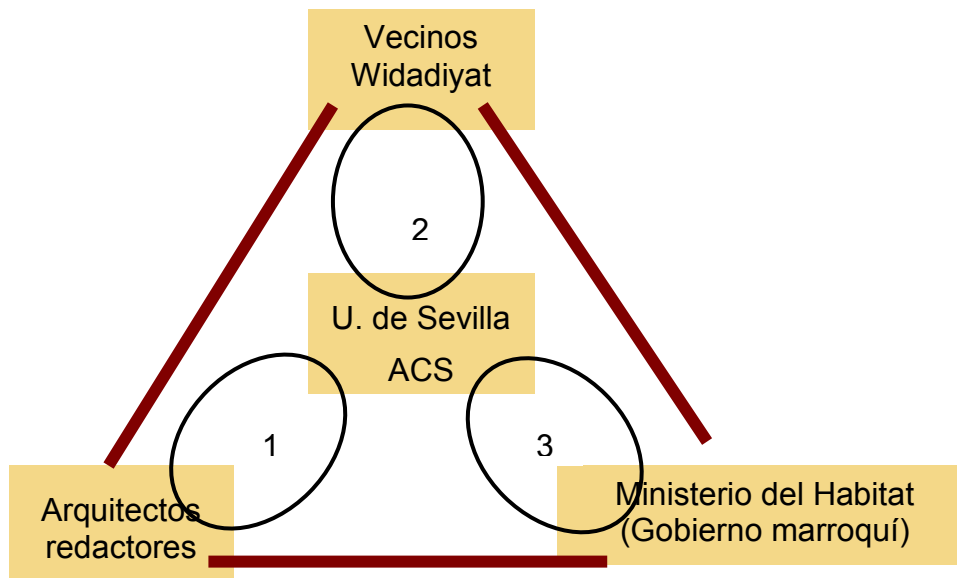 Vecinos
Widadiyat
2
U. de Sevilla
ACS
1
3
Arquitectos
redactores
Ministerio del Habitat
(Gobierno marroquí)